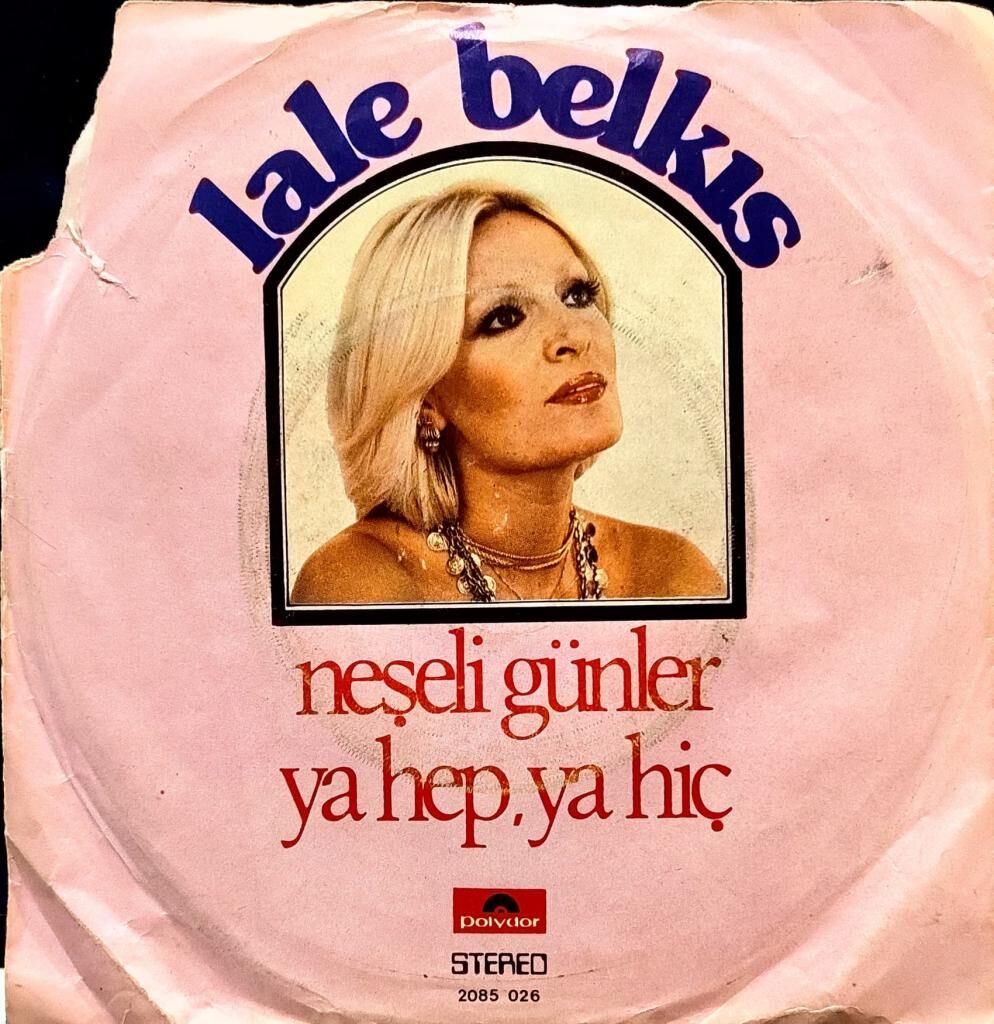 lale belkıs
neşeli günler
ya hep, ya hiç
polydor
STEREO
2085 026